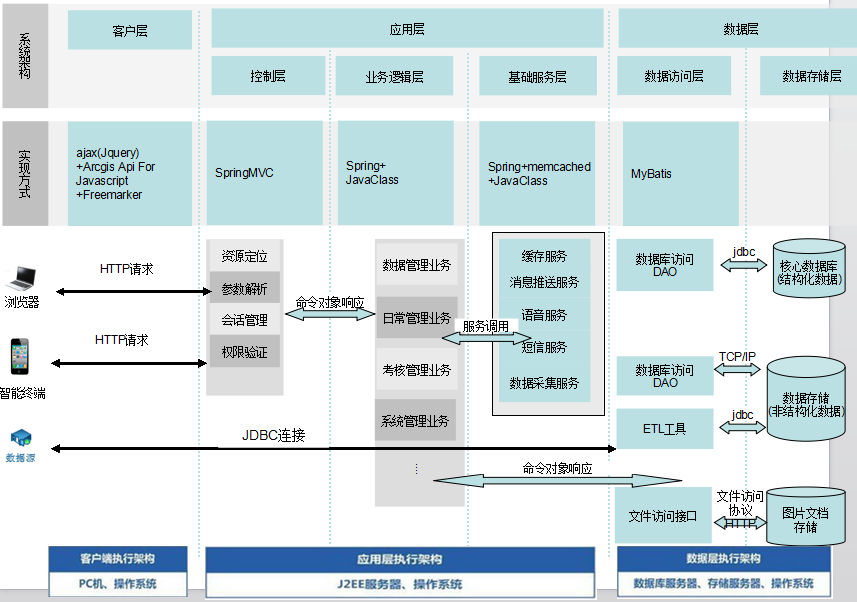 系统架构
客户层
应用层
数据层
控制层
业务逻辑层
基础服务层
数据访问层
数据存储层
实现方式
ajax(Jquery)
+Arcgis Api For
Javascript
+Freemarker
SpringMVC
Spring+
JavaClass
Spring+memcached
+JavaClass
MyBatis
浏览器
HTTP请求
智能终端
HTTP请求
数据源
JDBC连接
资源定位
参数解析
会话管理
权限验证
命令对象响应
数据管理业务
日常管理业务
考核管理业务
系统管理业务
⋮
服务调用
缓存服务
消息推送服务
语音服务
短信服务
数据采集服务
命令对象响应
数据库访问
DAO
jdbc
核心数据库
(结构化数据)
数据库访问
DAO
TCP/IP
数据存储
(非结构化数据)
ETL工具
jdbc
文件访问接口
文件访问
协议
HTTP
图片文档
存储
客户端执行架构
PC机、操作系统
应用层执行架构
J2EE服务器、操作系统
数据层执行架构
数据库服务器、存储服务器、操作系统